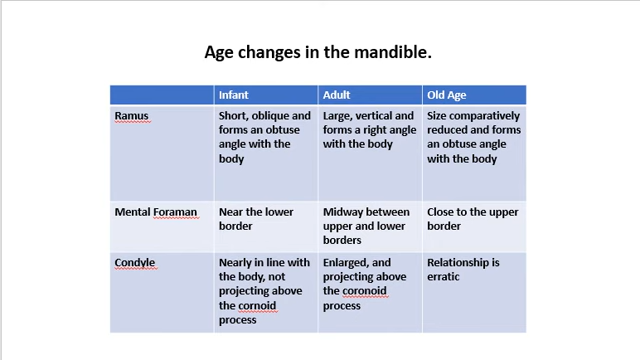 Age changes in the mandible.
Infant Adult Old Age
Ramus
Short, oblique and
forms an obtuse
angle with the
body
Large, vertical and
forms a right angle
with the body
Size comparatively
reduced and forms
an obtuse angle
with the body
Mental Foraman
Near the lower
border
Midway between
upper and lower
borders
Close to the upper
border
Condyle
Nearly in line with
the body, not
projecting above
the cornoid
process
Enlarged, and
projecting above
the coronoid
process
Relationship is
erratic